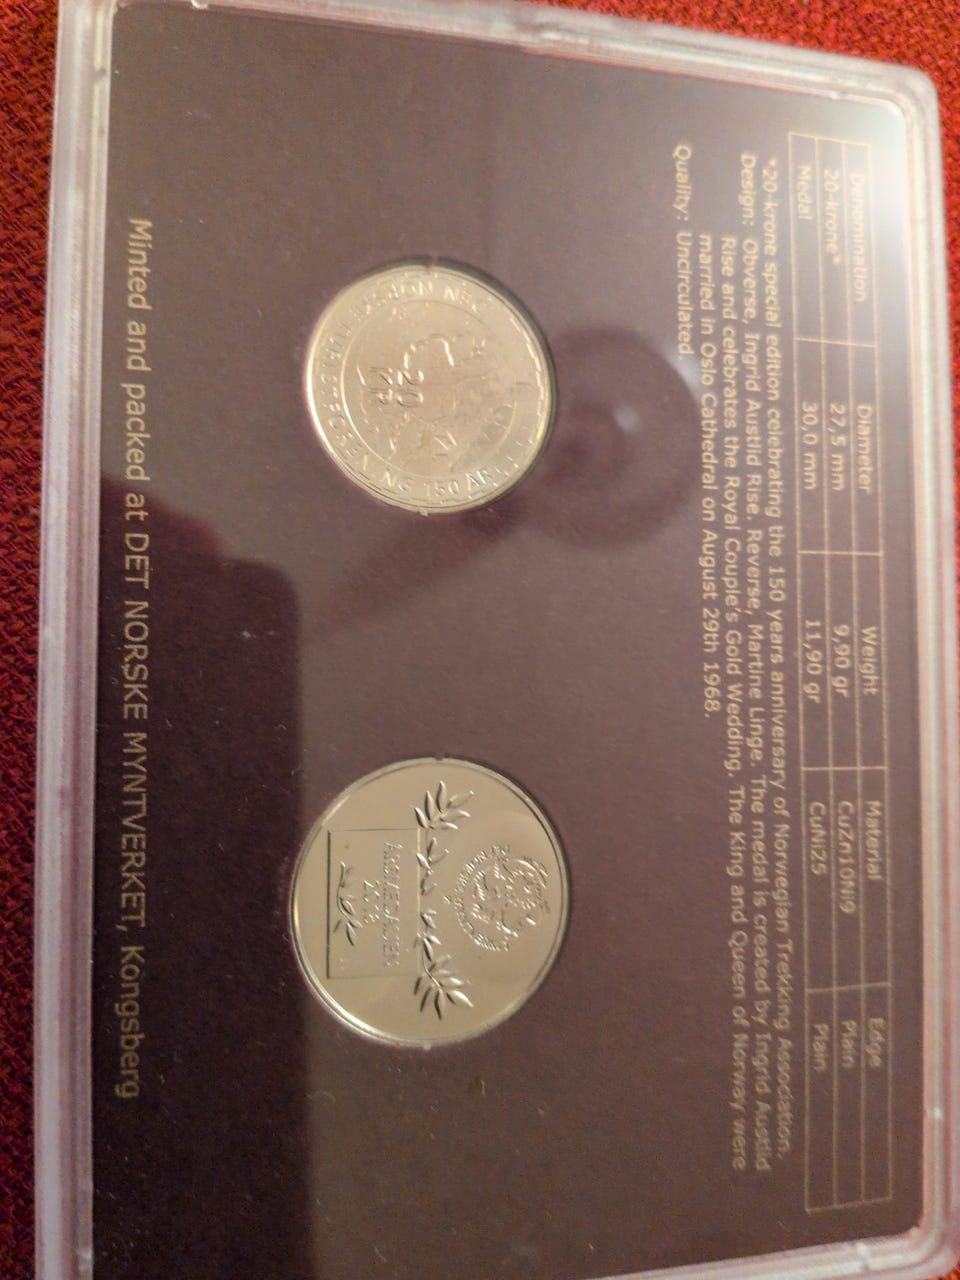 Denomination Diameter Weight Material Edge
20-krone* 27,5 mm 9,90 gr CuZn10Ni9 Plain
Medal 30,0 mm 11,90 gr CuNi25 Plain
*20-krone special edition celebrating the 150 years anniversary of Norwegian Trekking Association.
Design: Obverse, Ingrid Austlid Rise, Reverse, Martine Linge. The medal is created by Ingrid Austlid
Rise and celebrates the Royal Couple's Gold Wedding. The King and Queen of Norway were
married in Oslo Cathedral on August 29th 1968.
Quality: Uncirculated.
150 ÅR
20
KR
ÅRSMEDALJEN
2018
Minted and packed at DET NORSKE MYNTVERKET, Kongsberg